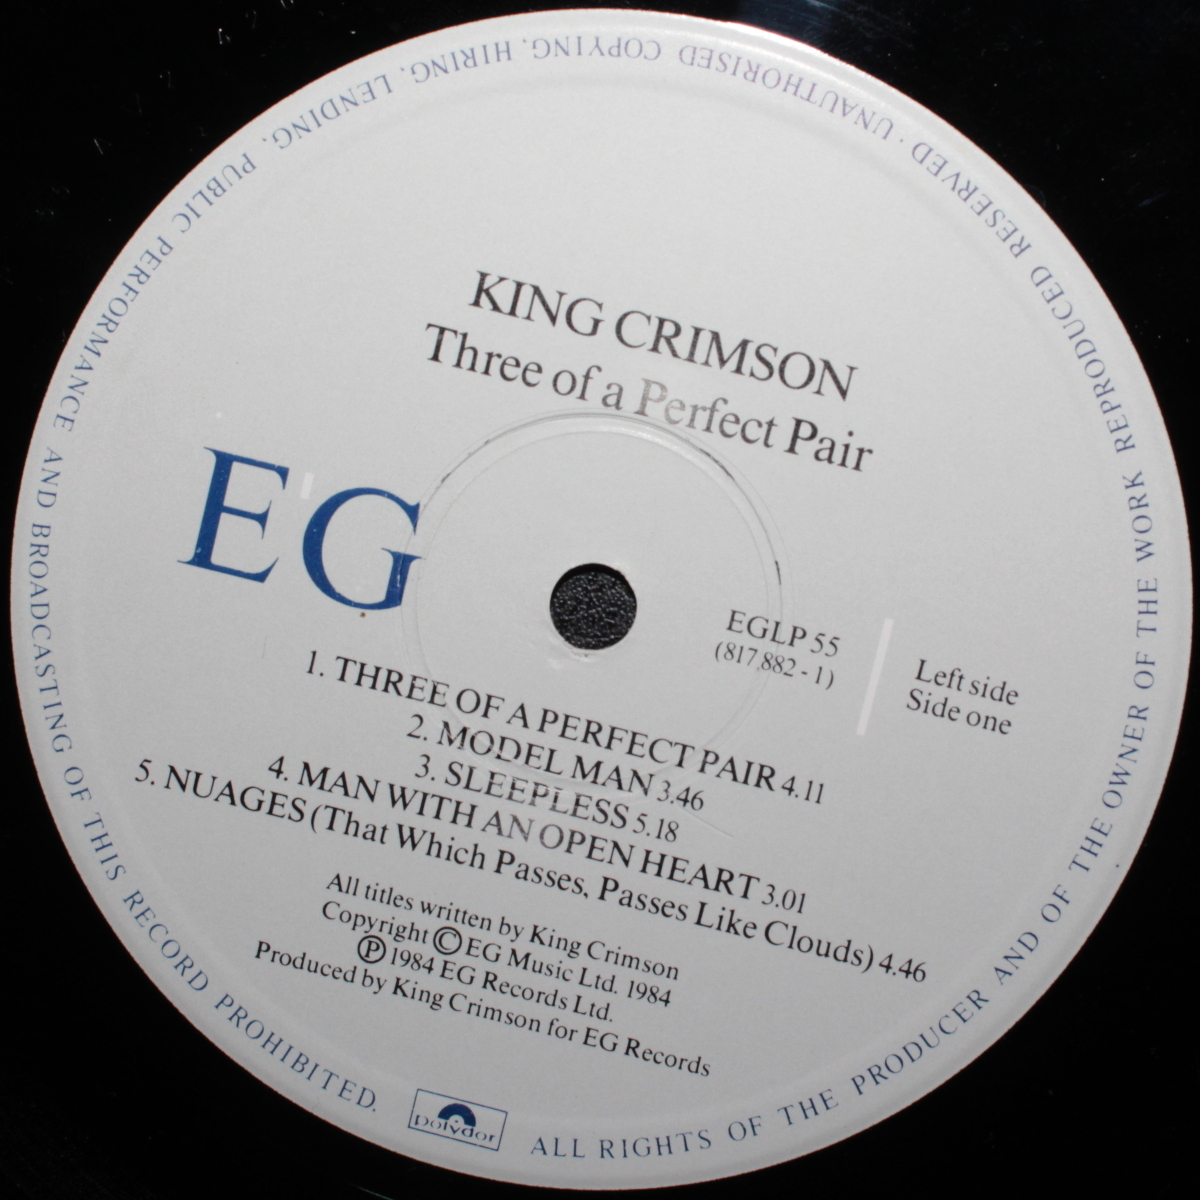 KING CRIMSON
Three of a Perfect Pair
E'G
EGLP 55
(817,882-1)
Left side
Side one
1. THREE OF A PERFECT PAIR 4.11
2. MODEL MAN 3.46
3. SLEEPLESS 5.18
4. MAN WITH AN OPEN HEART 3.01
5. NUAGES (That Which Passes, Passes Like Clouds) 4.46
All titles written by King Crimson
Copyright © EG Music Ltd. 1984
℗ 1984 EG Records Ltd.
Produced by King Crimson for EG Records
polydor
ALL RIGHTS OF THE PRODUCER AND OF THE OWNER OF THE WORK REPRODUCED RESERVED · UNAUTHORISED COPYING, HIRING, LENDING, PUBLIC PERFORMANCE AND BROADCASTING OF THIS RECORD PROHIBITED.